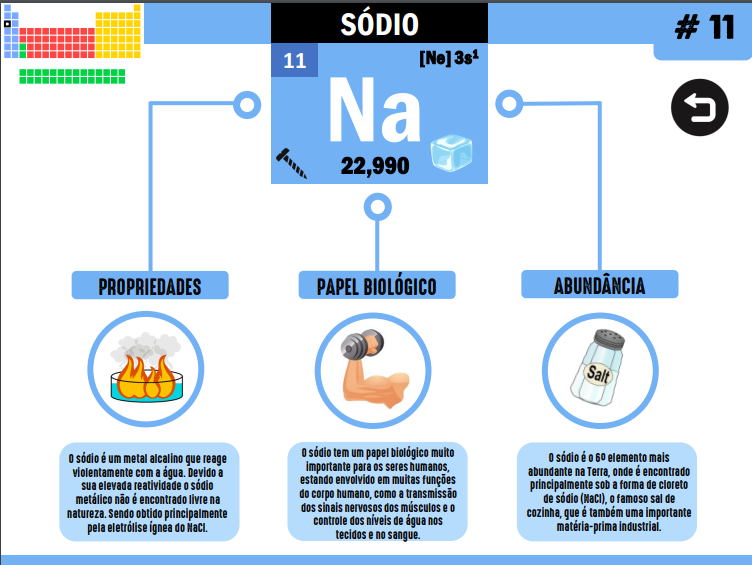 SÓDIO
# 11
11
[Ne] 3s¹
Na
22,990
PROPRIEDADES
PAPEL BIOLÓGICO
ABUNDÂNCIA
Salt
O sódio é um metal alcalino que reage
violentamente com a água. Devido a
sua elevada reatividade o sódio
metálico não é encontrado livre na
natureza. Sendo obtido principalmente
pela eletrólise ígnea do NaCl.
O sódio tem um papel biológico muito
importante para os seres humanos,
estando envolvido em muitas funções
do corpo humano, como a transmissão
dos sinais nervosos dos músculos e o
controle dos níveis de água nos
tecidos e no sangue.
O sódio é o 6º elemento mais
abundante na Terra, onde é encontrado
principalmente sob a forma de cloreto
de sódio (NaCl), o famoso sal de
cozinha, que é também uma importante
matéria-prima industrial.